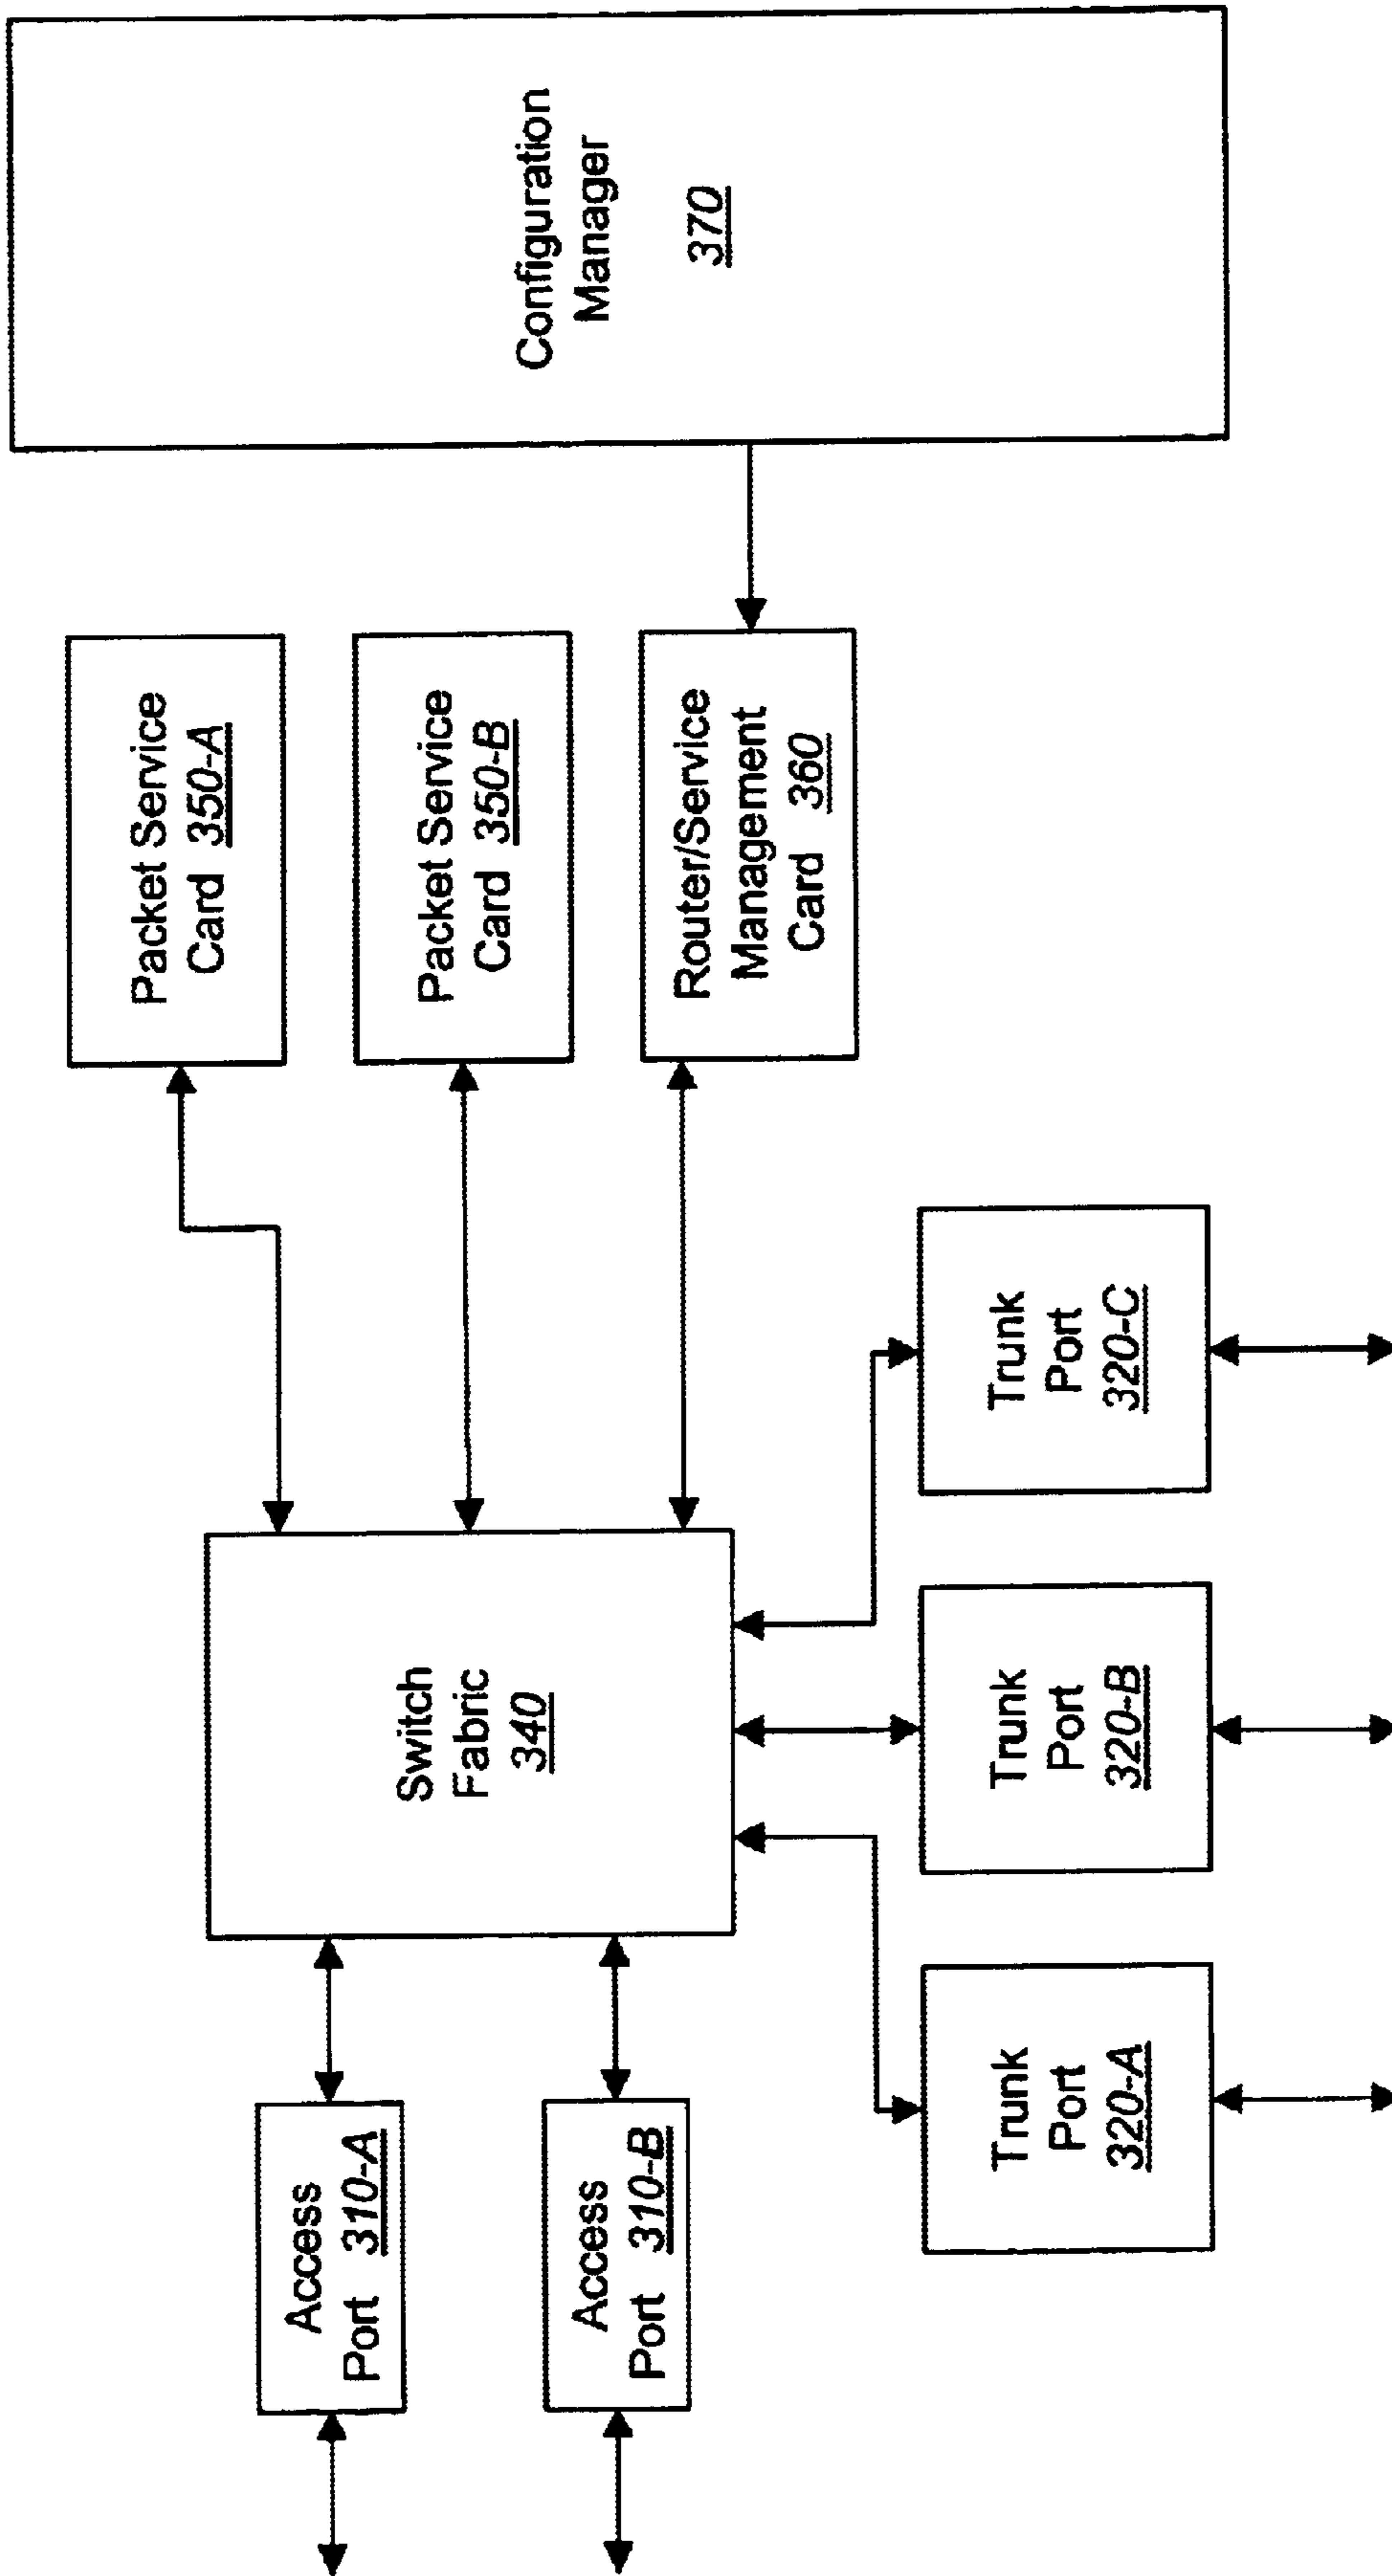 Access
Port 310-A
Access
Port 310-B
Switch
Fabric
340
Trunk
Port
320-A
Trunk
Port
320-B
Trunk
Port
320-C
Packet Service
Card 350-A
Packet Service
Card 350-B
Router/Service
Management
Card 360
Configuration
Manager
370